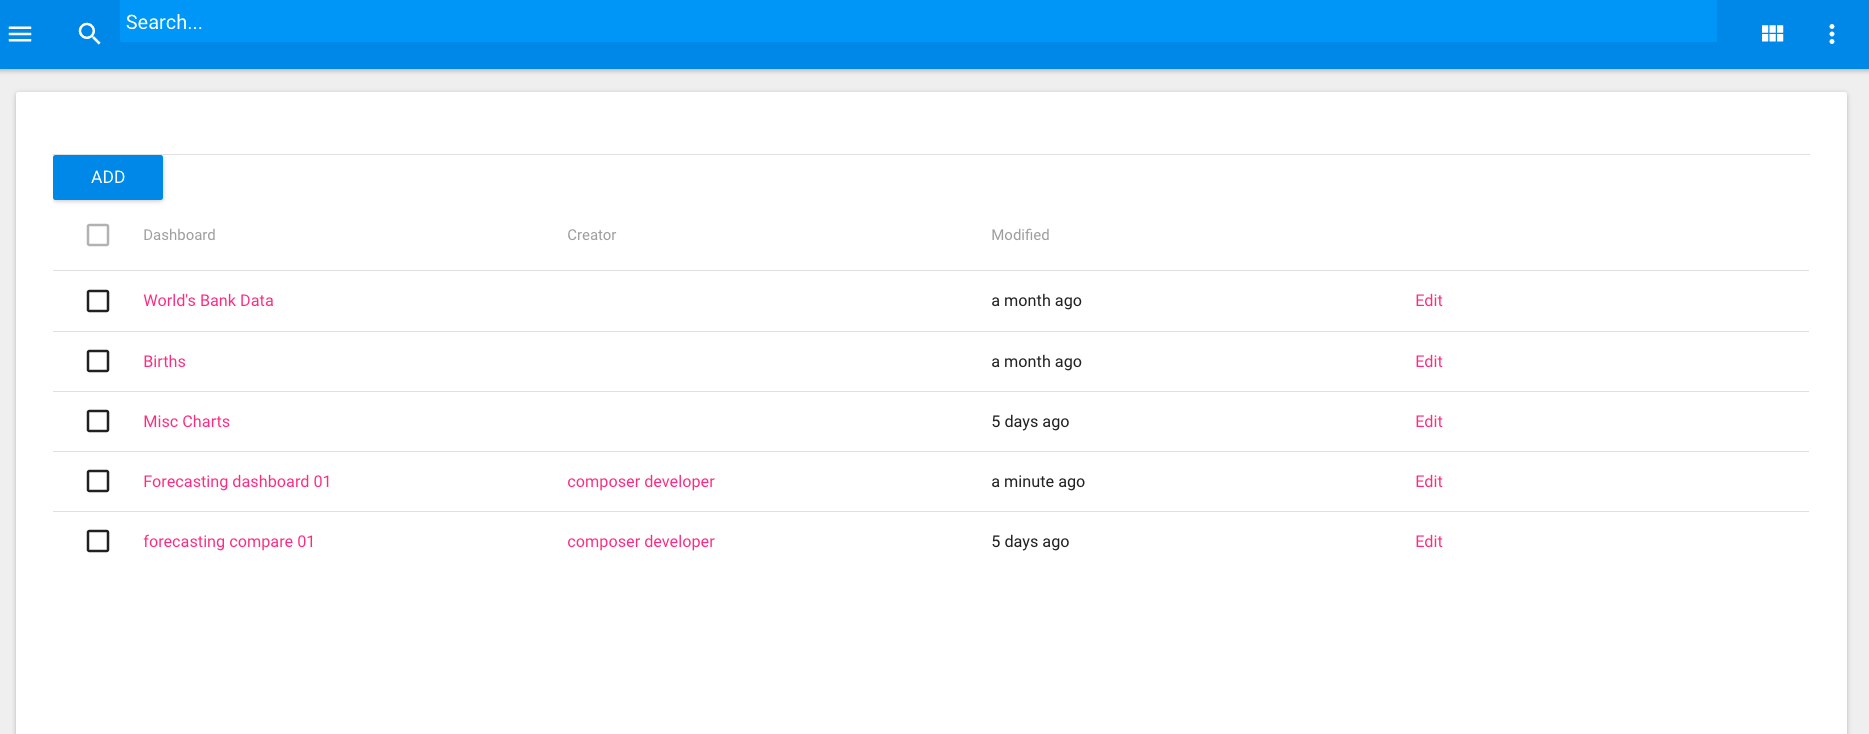 Search...
ADD
Dashboard Creator Modified
World's Bank Data a month ago Edit
Births a month ago Edit
Misc Charts 5 days ago Edit
Forecasting dashboard 01 composer developer a minute ago Edit
forecasting compare 01 composer developer 5 days ago Edit